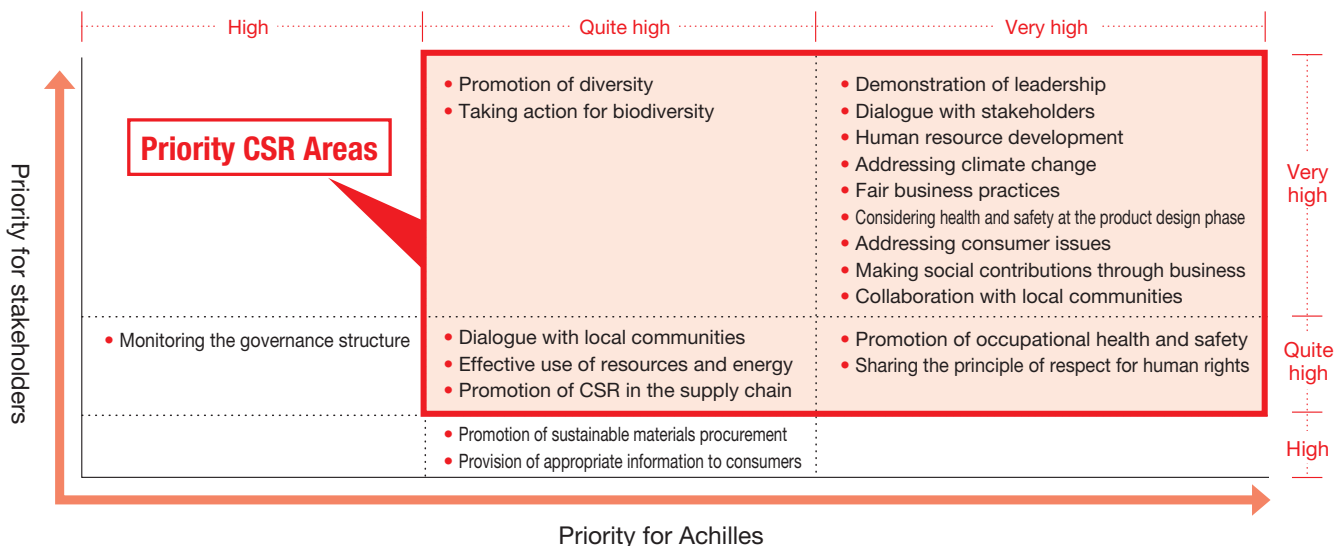 High
Quite high
Very high
Priority CSR Areas
• Promotion of diversity
• Taking action for biodiversity
• Demonstration of leadership
• Dialogue with stakeholders
• Human resource development
• Addressing climate change
• Fair business practices
• Considering health and safety at the product design phase
• Addressing consumer issues
• Making social contributions through business
• Collaboration with local communities
Very
high
• Monitoring the governance structure
• Dialogue with local communities
• Effective use of resources and energy
• Promotion of CSR in the supply chain
• Promotion of occupational health and safety
• Sharing the principle of respect for human rights
Quite
high
• Promotion of sustainable materials procurement
• Provision of appropriate information to consumers
High
Priority for stakeholders
Priority for Achilles